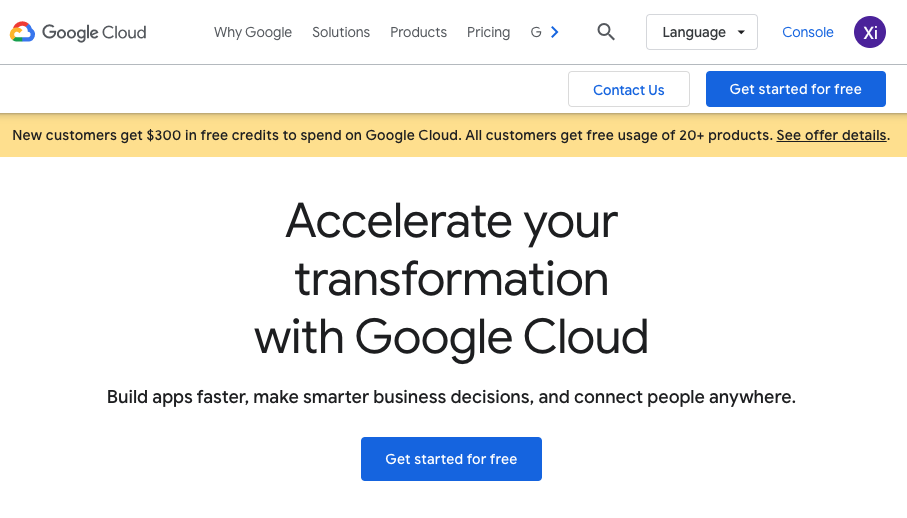 Google Cloud
Why Google Solutions Products Pricing G
Language
Console
Xi
Contact Us
Get started for free
New customers get $300 in free credits to spend on Google Cloud. All customers get free usage of 20+ products. See offer details.
Accelerate your
transformation
with Google Cloud
Build apps faster, make smarter business decisions, and connect people anywhere.
Get started for free